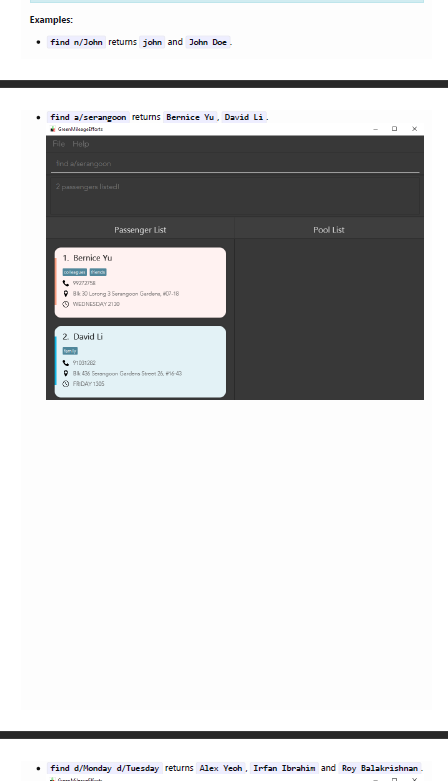 Examples:
find n/John returns john and John Doe.
find a/serangoon returns Bernice Yu, David Li.
GreenMileageEfforts
File Help
find a/serangoon
2 passengers listed!
Passenger List
Pool List
1. Bernice Yu
colleagues friends
99272758
Blk 30 Lorong 3 Serangoon Gardens, #07-18
WEDNESDAY 2130
2. David Li
family
91031282
Blk 436 Serangoon Gardens Street 26, #16-43
FRIDAY 1305
find d/Monday d/Tuesday returns Alex Yeoh, Irfan Ibrahim and Roy Balakrishnan.
GreenMileageEfforts